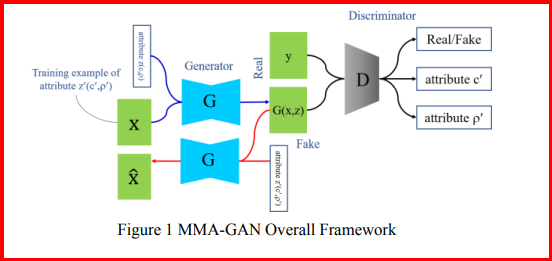 Discriminator
attribute z(c,ρ)
Real/Fake
Training example of
attribute z'(c',ρ')
Generator
Real
y
G
D
attribute c'
X
G(x,z)
attribute ρ'
Fake
G
attribute z'(c',ρ')
x̂
Figure 1 MMA-GAN Overall Framework